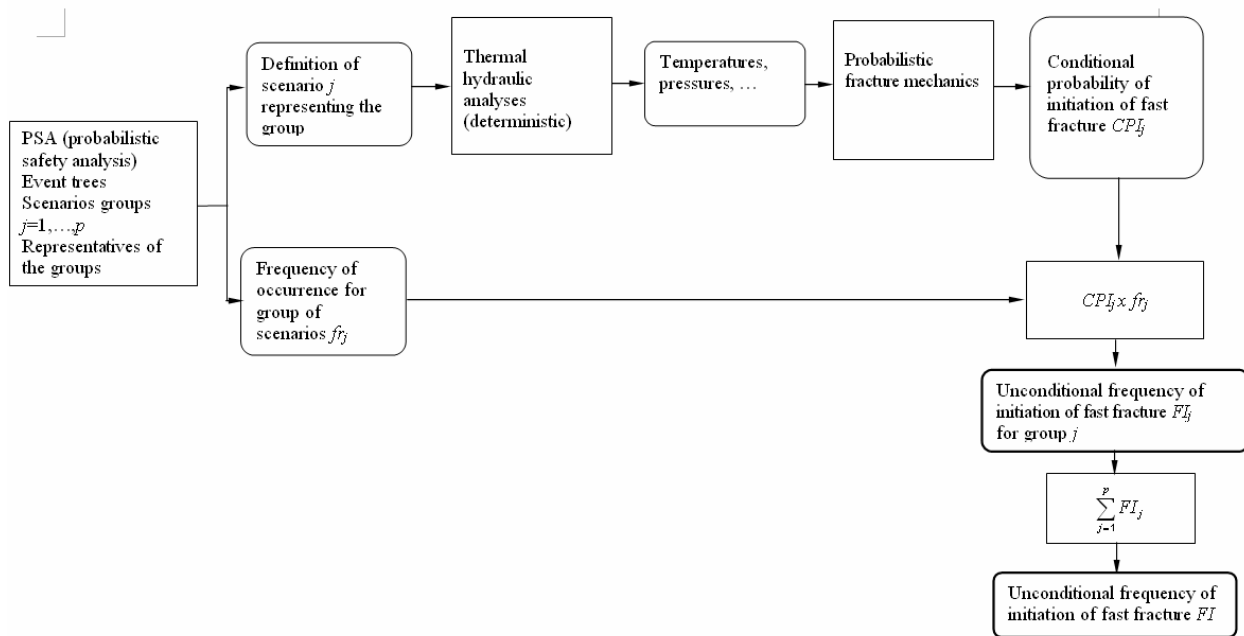 PSA (probabilistic
safety analysis)
Event trees
Scenarios groups
j=1,…,p
Representatives of
the groups
Definition of
scenario j
representing the
group
Thermal
hydraulic
analyses
(deterministic)
Temperatures,
pressures, …
Probabilistic
fracture mechanics
Conditional
probability of
initiation of fast
fracture CPIj
Frequency of
occurrence for
group of
scenarios frj
CPIj x frj
Unconditional frequency of
initiation of fast fracture FIj
for group j
p
∑ FIj
j=1
Unconditional frequency of
initiation of fast fracture FI